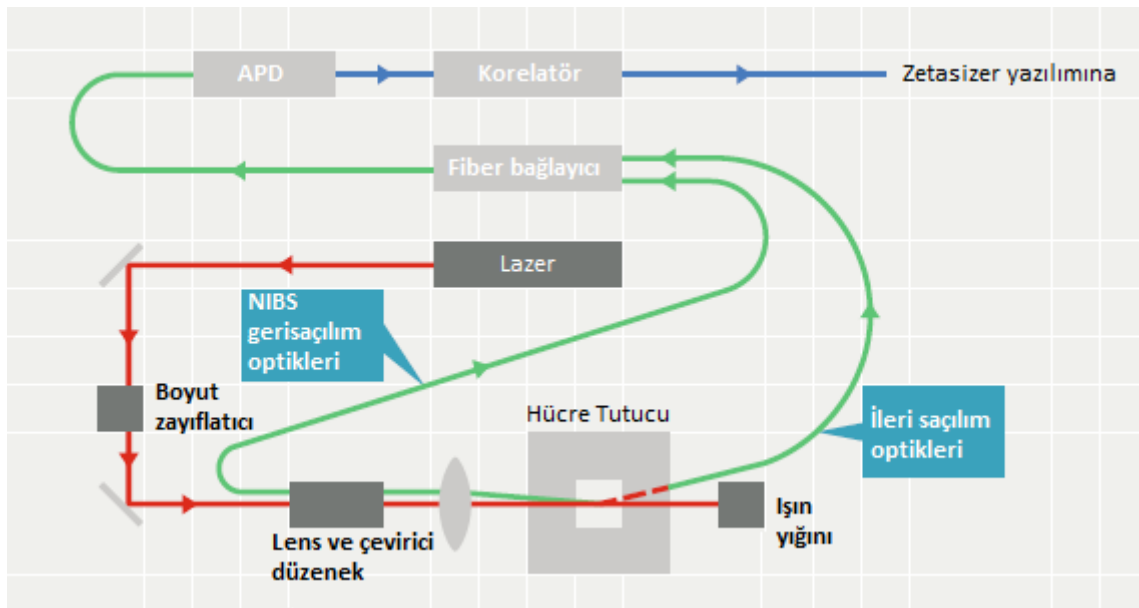 APD
Korelatör
Zetasizer yazılımına
Fiber bağlayıcı
Lazer
NIBS
gerisaçılım
optikleri
Boyut
zayıflatıcı
Hücre Tutucu
İleri saçılım
optikleri
Lens ve çevirici
düzenek
Işın
yığını